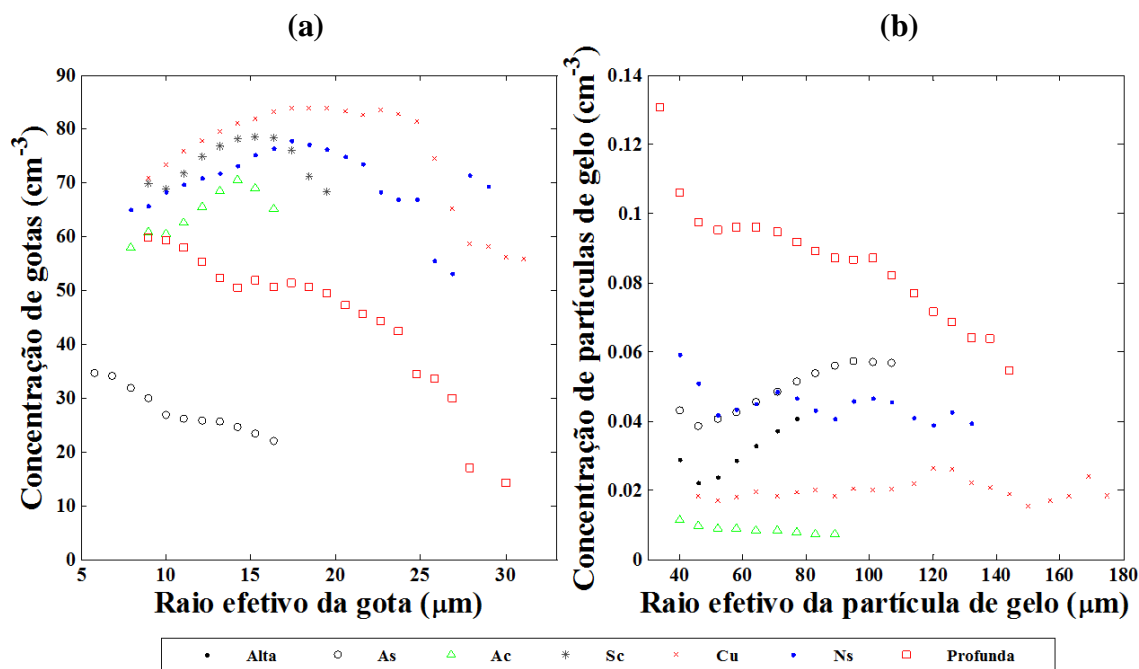 (a)
(b)
Concentração de gotas (cm-3)
90
80
70
60
50
40
30
20
10
0
5 10 15 20 25 30
Raio efetivo da gota (μm)
Concentração de partículas de gelo (cm-3)
0.14
0.12
0.1
0.08
0.06
0.04
0.02
0
40 60 80 100 120 140 160 180
Raio efetivo da partícula de gelo (μm)
Alta As Ac Sc Cu Ns Profunda